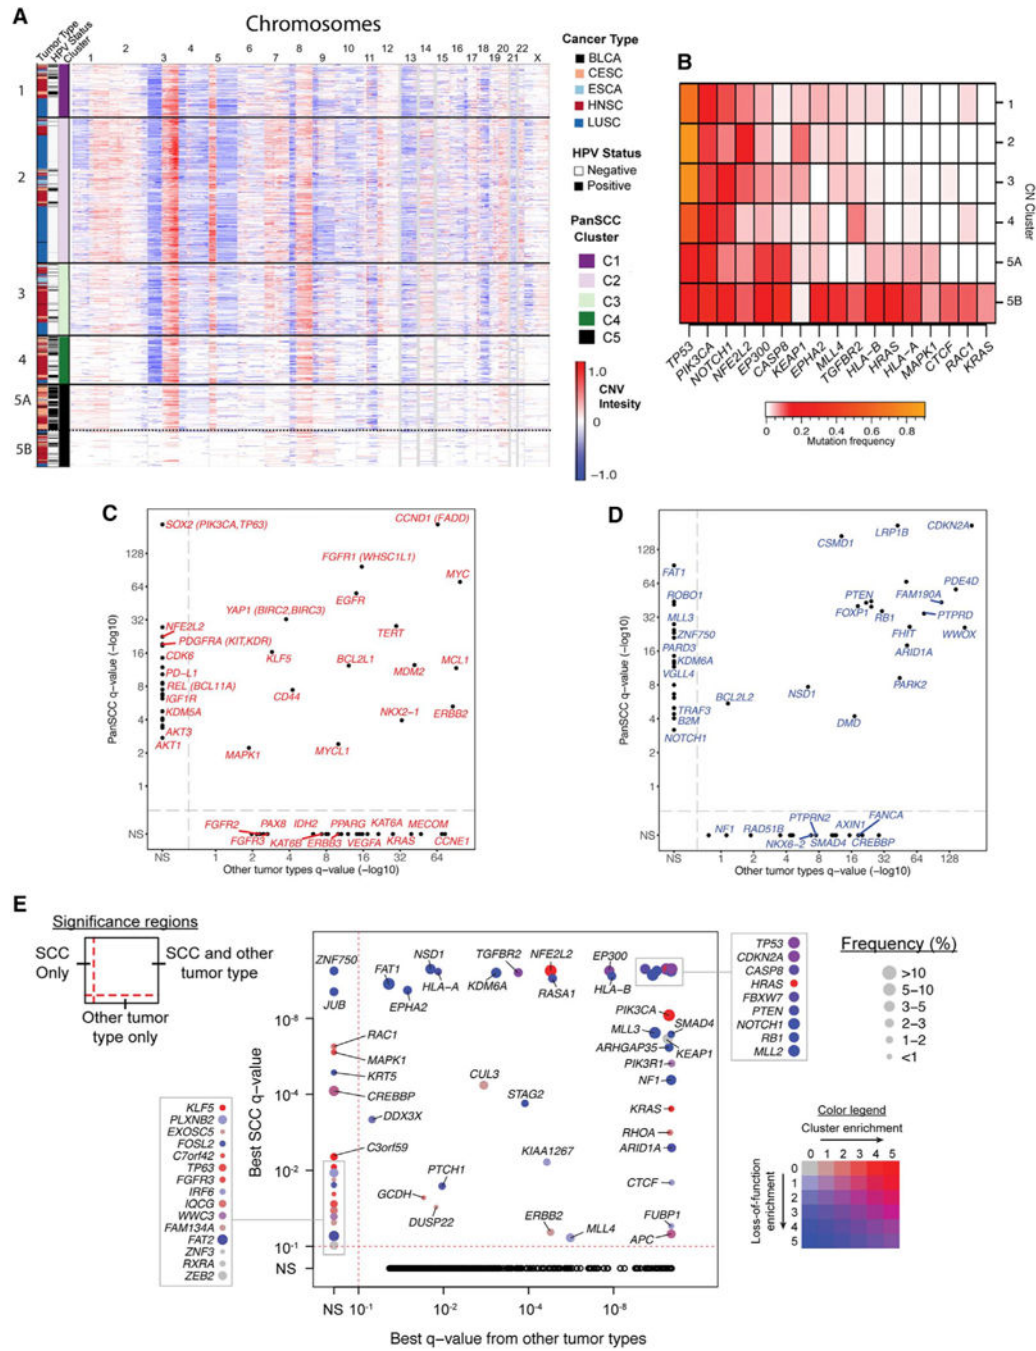 A
Chromosomes
Tumor Type
HPV Status
Cluster
1 2 3 4 5 6 7 8 9 10 11 12 13 14 15 16 17 18 19 20 21 22 X
1
2
3
4
5A
5B
Cancer Type
BLCA
CESC
ESCA
HNSC
LUSC
HPV Status
Negative
Positive
PanSCC
Cluster
C1
C2
C3
C4
C5
1.0
CNV
Intesity
-1.0
B
1
2
3
4
5A
5B
CN Cluster
TP53
PIK3CA
NOTCH1
NFE2L2
EP300
CASP8
KEAP1
EPHA2
MLL4
TGFBR2
HLA-B
HRAS
HLA-A
MAPK1
CTCF
RAC1
KRAS
0 0.2 0.4 0.6 0.8
Mutation frequency
C
PanSCC q-value (-log10)
128
64
32
16
8
4
2
1
NS
SOX2 (PIK3CA,TP63)
CCND1 (FADD)
FGFR1 (WHSC1L1)
MYC
EGFR
YAP1 (BIRC2,BIRC3)
TERT
NFE2L2
PDGFRA (KIT,KDR)
CDK6
KLF5
BCL2L1
MCL1
MDM2
PD-L1
REL (BCL11A)
IGF1R
CD44
KDM5A
NKX2-1
ERBB2
AKT3
AKT1
MAPK1
MYCL1
FGFR2
PAX8
IDH2
PPARG
KAT6A
MECOM
FGFR3
KAT6B
ERBB3
VEGFA
KRAS
CCNE1
NS 1 2 4 8 16 32 64
Other tumor types q-value (-log10)
D
PanSCC q-value (-log10)
128
64
32
16
8
4
2
1
NS
LRP1B
CDKN2A
CSMD1
FAT1
PDE4D
ROBO1
PTEN
FAM190A
MLL3
FOXP1
RB1
PTPRD
ZNF750
FHIT
WWOX
PARD3
ARID1A
KDM6A
VGLL4
PARK2
NSD1
BCL2L2
TRAF3
B2M
DMD
NOTCH1
NF1
RAD51B
PTPRN2
AXIN1
FANCA
NKX6-2
SMAD4
CREBBP
NS 1 2 4 8 16 32 64 128
Other tumor types q-value (-log10)
E
Significance regions
SCC
Only
SCC and other
tumor type
Other tumor
type only
KLF5
PLXNB2
EXOSC5
FOSL2
C7orf42
TP63
FGFR3
IRF6
IQCG
WWC3
FAM134A
FAT2
ZNF3
RXRA
ZEB2
Best SCC q-value
10-8
10-4
10-2
10-1
NS
ZNF750
JUB
FAT1
EPHA2
NSD1
HLA-A
TGFBR2
KDM6A
NFE2L2
RASA1
EP300
HLA-B
PIK3CA
MLL3
SMAD4
ARHGAP35
KEAP1
RAC1
MAPK1
KRT5
CREBBP
CUL3
STAG2
PIK3R1
NF1
DDX3X
KRAS
RHOA
C3orf59
ARID1A
KIAA1267
PTCH1
CTCF
GCDH
DUSP22
ERBB2
MLL4
FUBP1
APC
NS 10-1 10-2 10-4 10-8
Best q-value from other tumor types
TP53
CDKN2A
CASP8
HRAS
FBXW7
PTEN
NOTCH1
RB1
MLL2
Frequency (%)
>10
5-10
3-5
2-3
1-2
<1
Color legend
Cluster enrichment
0 1 2 3 4 5
Loss-of-function
enrichment
0
1
2
3
4
5